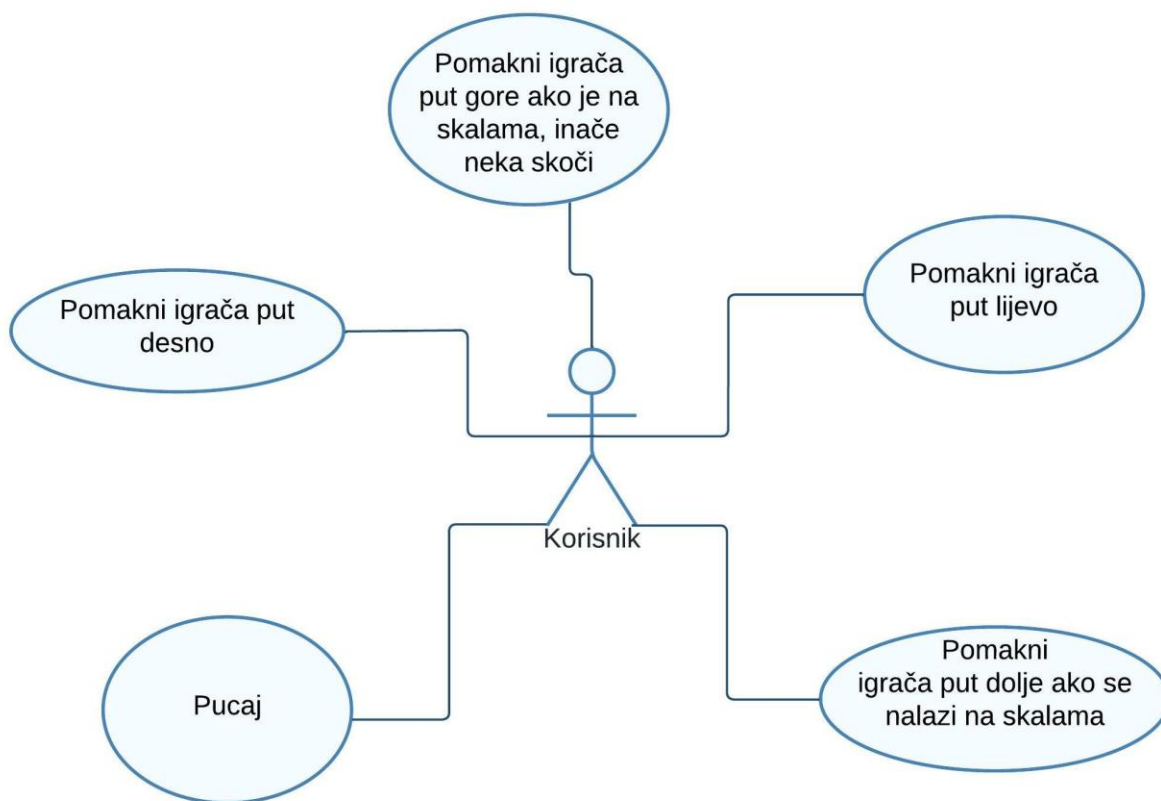 Pomakni igrača
put gore ako je na
skalama, inače
neka skoči
Pomakni igrača put
desno
Pomakni igrača
put lijevo
Korisnik
Pucaj
Pomakni
igrača put dolje ako se
nalazi na skalama